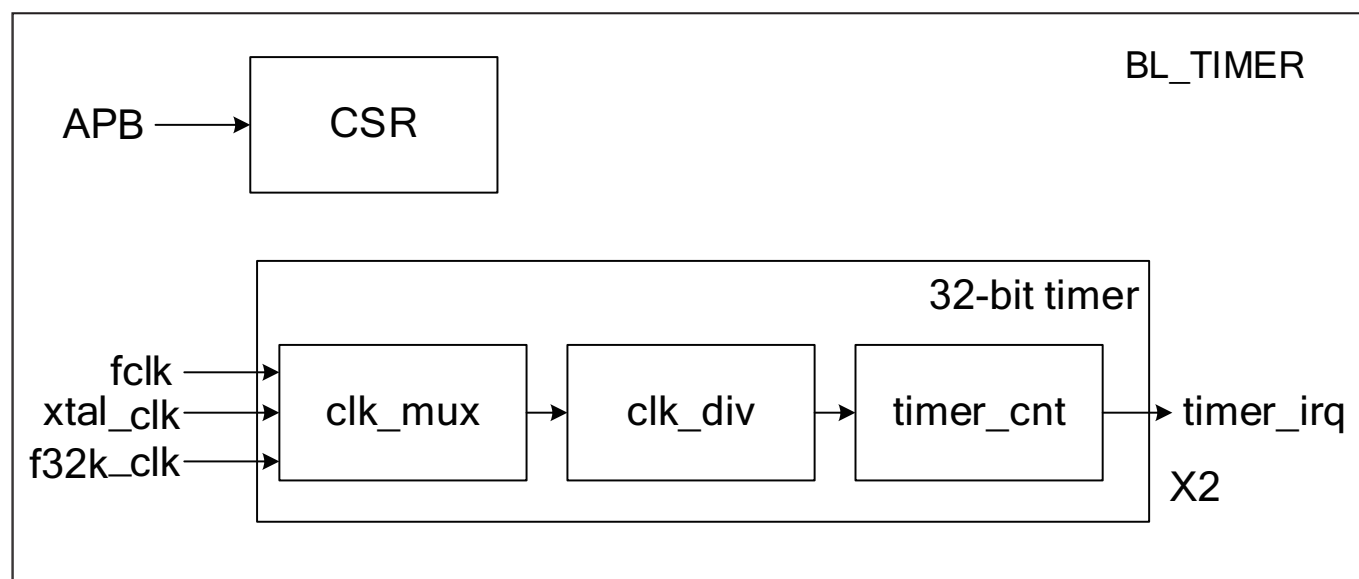 BL_TIMER
APB
CSR
32-bit timer
fclk
xtal_clk
f32k_clk
clk_mux
clk_div
timer_cnt
timer_irq
X2